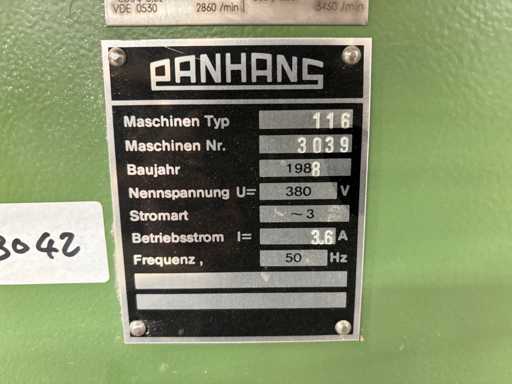 VDE 0530 2860 /min 3450 /min
PANHANS
Maschinen Typ 116
Maschinen Nr. 3039
Baujahr 1988
Nennspannung U= 380 V
Stromart ~3
Betriebsstrom I= 3.6 A
Frequenz , 50 Hz
3042